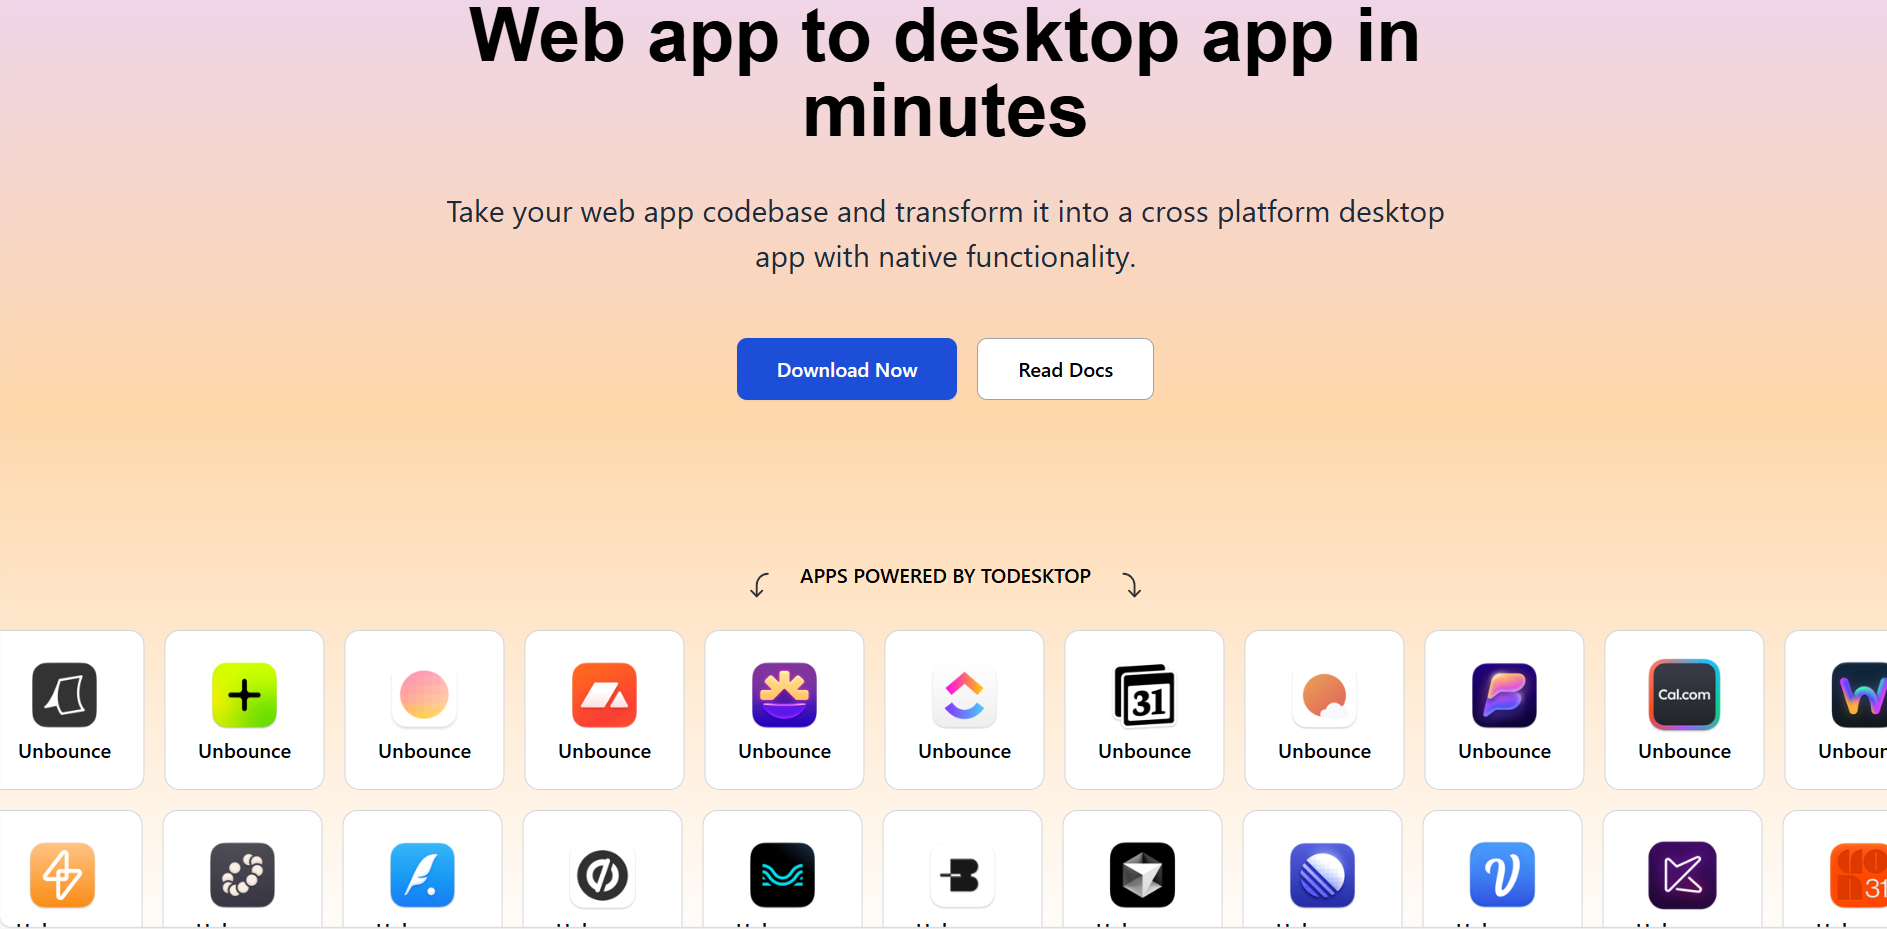 Web app to desktop app in
minutes
Take your web app codebase and transform it into a cross platform desktop
app with native functionality.
Download Now
Read Docs
APPS POWERED BY TODESKTOP
31
Cal.com
Unbounce
Unbounce
Unbounce
Unbounce
Unbounce
Unbounce
Unbounce
Unbounce
Unbounce
Unbounce
Unboun
31